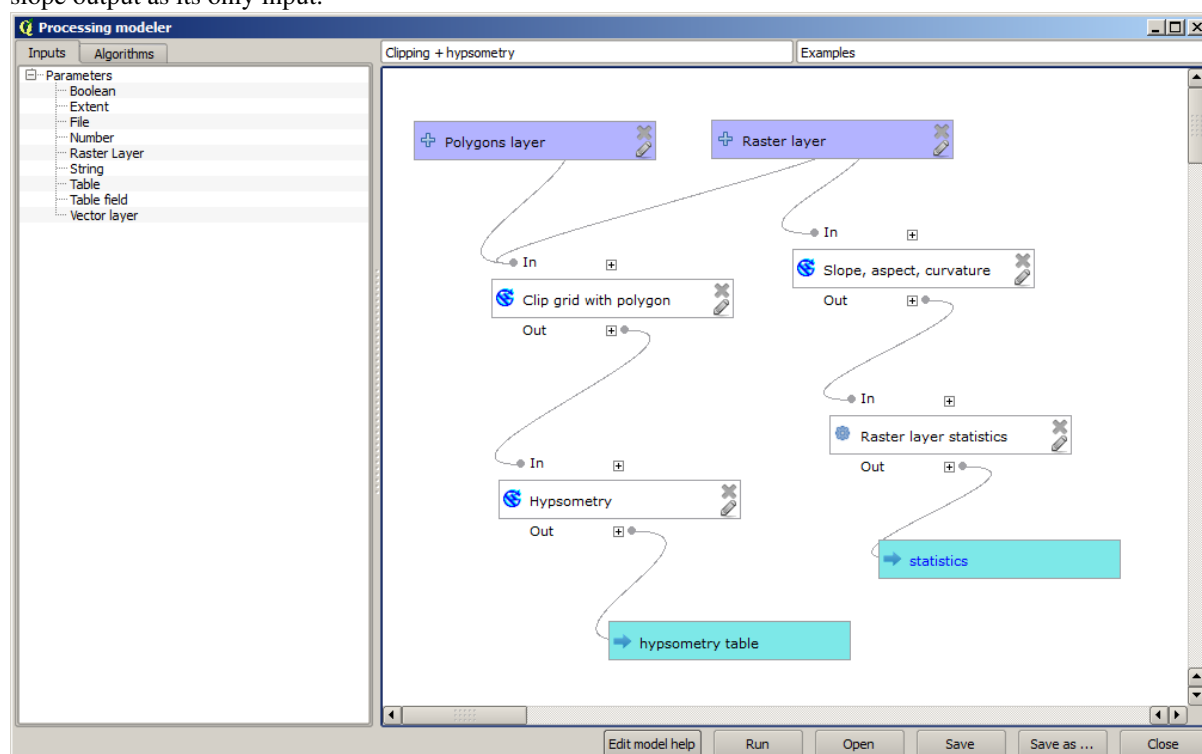 slope output as its only input.
Processing modeler
Inputs Algorithms
Clipping + hypsometry Examples
Parameters
Boolean
Extent
File
Number
Raster Layer
String
Table
Table field
Vector layer
Polygons layer Raster layer
In
Slope, aspect, curvature
Out
In
Clip grid with polygon
Out
In
Raster layer statistics
Out
In
Hypsometry
Out
statistics
hypsometry table
Edit model help Run Open Save Save as ... Close